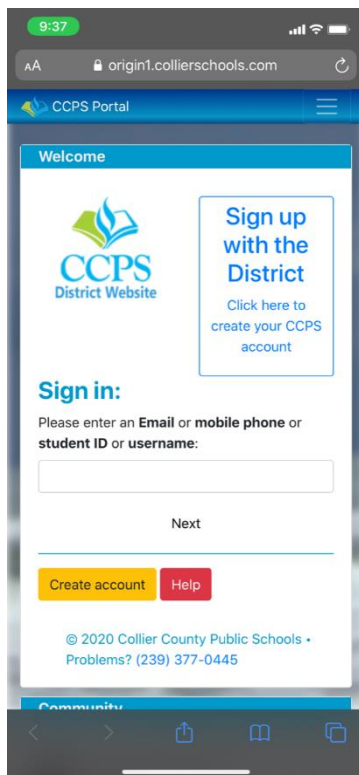 9:37
AA origin1.collierschools.com
CCPS Portal
Welcome
CCPS
District Website
Sign up
with the
District
Click here to
create your CCPS
account
Sign in:
Please enter an Email or mobile phone or
student ID or username:
Next
Create account Help
© 2020 Collier County Public Schools •
Problems? (239) 377-0445
Community